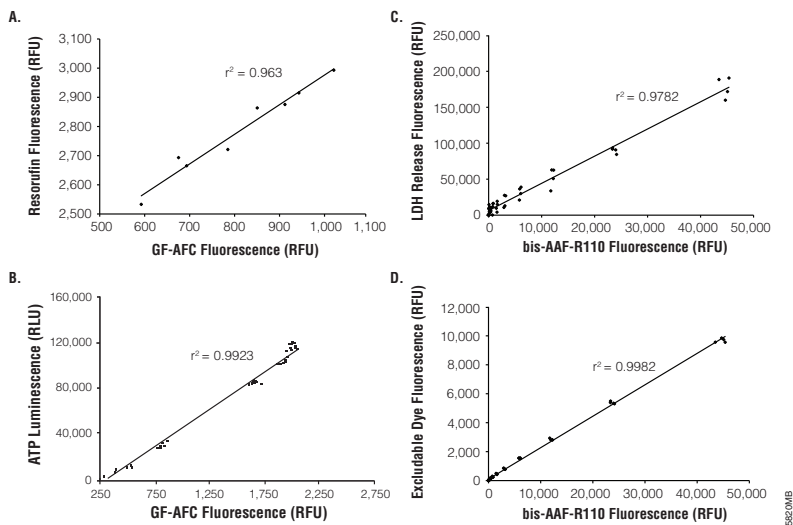 A.
Resorufin Fluorescence (RFU)
3,100
3,000
2,900
2,800
2,700
2,600
2,500
r² = 0.963
500
600
700
800
900
1,000
1,100
GF-AFC Fluorescence (RFU)
B.
ATP Luminescence (RLU)
160,000
120,000
80,000
40,000
0
r² = 0.9923
250
750
1,250
1,750
2,250
2,750
GF-AFC Fluorescence (RFU)
C.
LDH Release Fluorescence (RFU)
250,000
200,000
150,000
100,000
50,000
0
r² = 0.9782
0
10,000
20,000
30,000
40,000
50,000
bis-AAF-R110 Fluorescence (RFU)
D.
Excludable Dye Fluorescence (RFU)
12,000
10,000
8,000
6,000
4,000
2,000
0
r² = 0.9982
0
10,000
20,000
30,000
40,000
50,000
bis-AAF-R110 Fluorescence (RFU)
5820MB